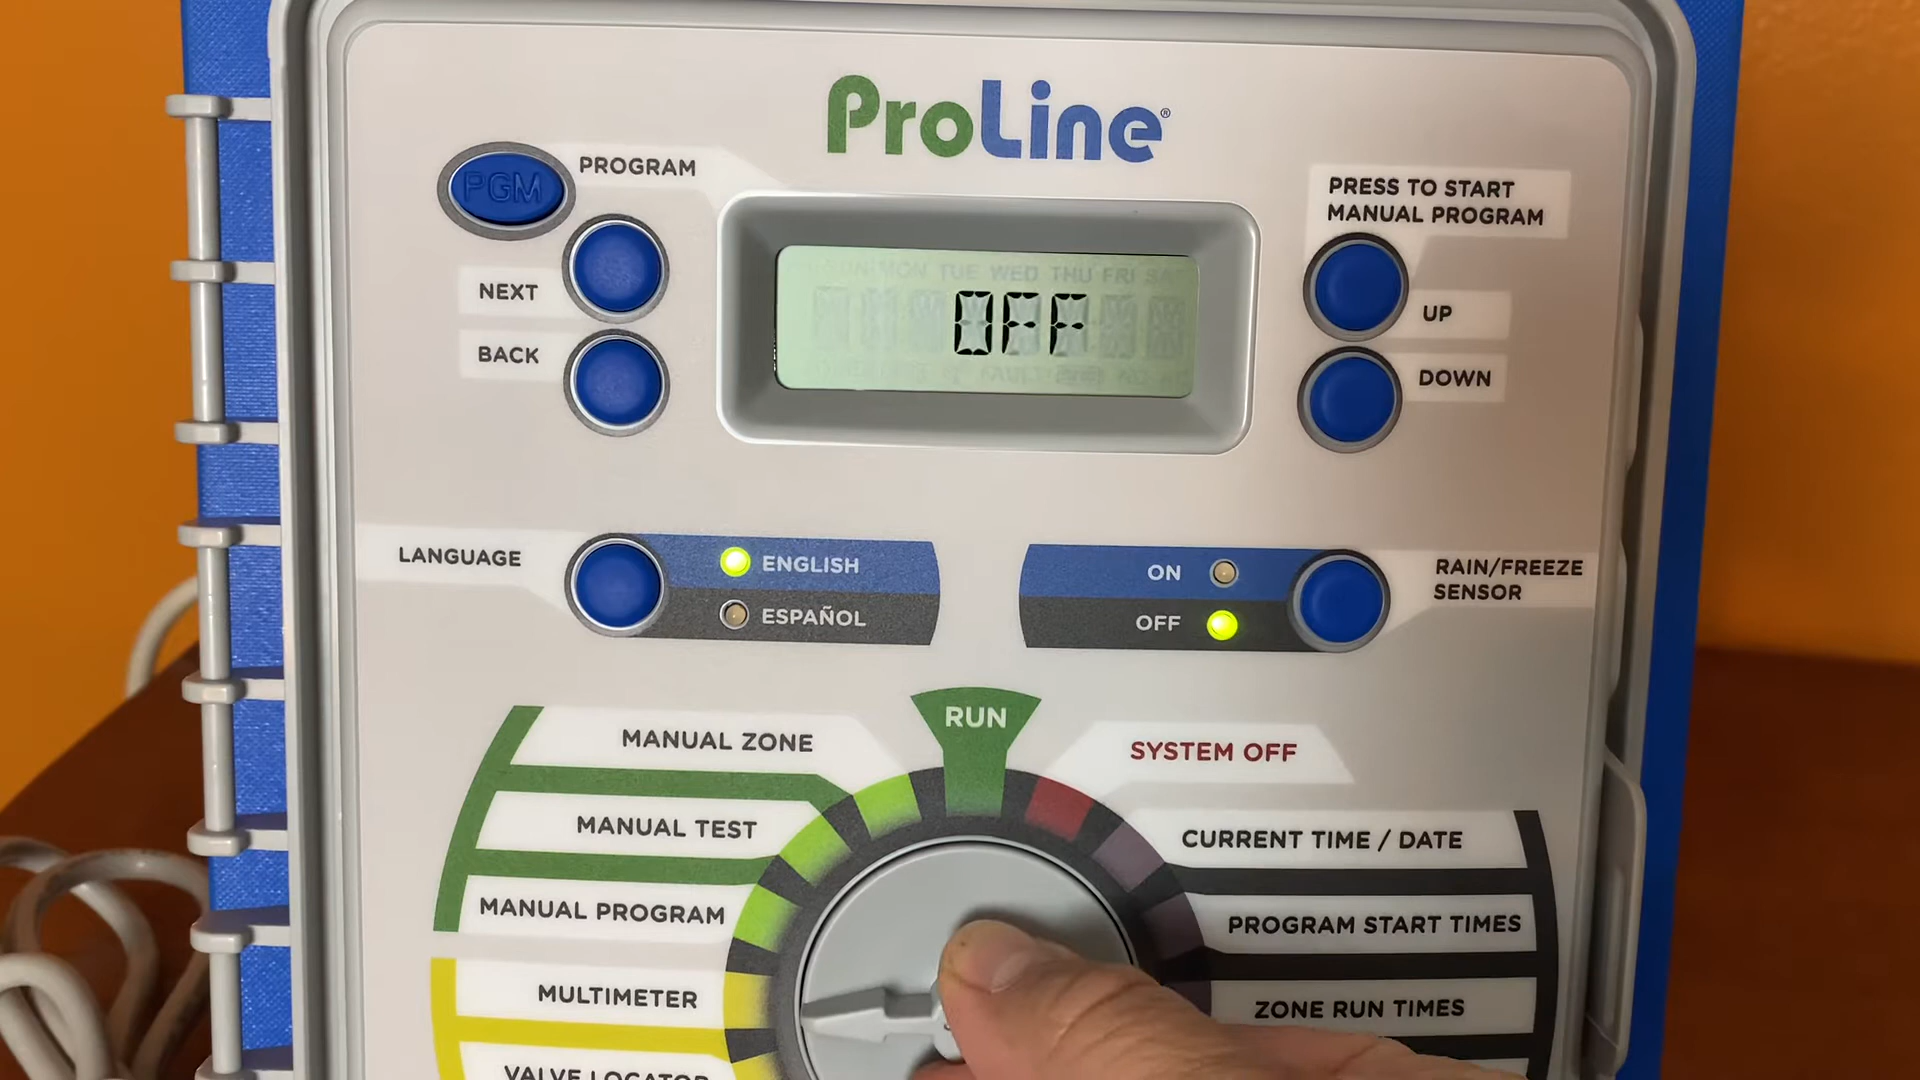 ProLine®
PGM
PROGRAM
PRESS TO START
MANUAL PROGRAM
NEXT
BACK
UP
DOWN
MON TUE WED THU FRI
OFF
LANGUAGE
ENGLISH
ESPAÑOL
ON
OFF
RAIN/FREEZE
SENSOR
RUN
MANUAL ZONE
SYSTEM OFF
MANUAL TEST
CURRENT TIME / DATE
MANUAL PROGRAM
PROGRAM START TIMES
MULTIMETER
ZONE RUN TIMES
VALVE LOCATOR